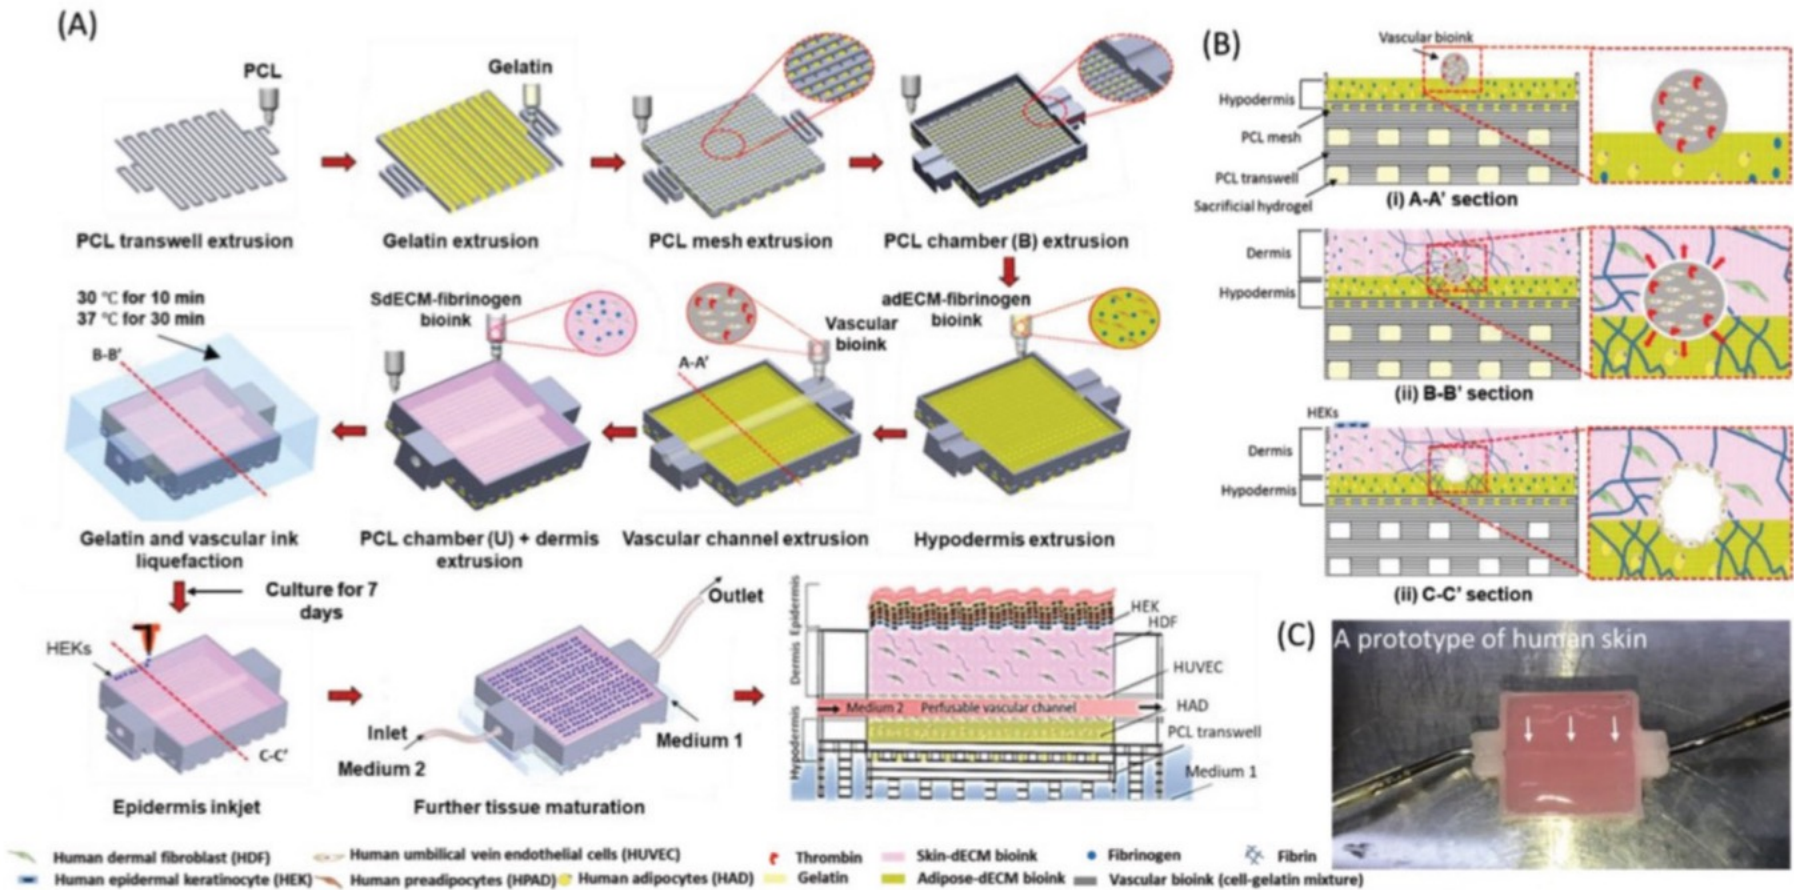 (A)
PCL
Gelatin
PCL transwell extrusion
Gelatin extrusion
PCL mesh extrusion
PCL chamber (B) extrusion
30 °C for 10 min
37 °C for 30 min
B-B'
SdECM-fibrinogen
bioink
A-A'
Vascular
bioink
adECM-fibrinogen
bioink
Gelatin and vascular ink
liquefaction
PCL chamber (U) + dermis
extrusion
Vascular channel extrusion
Hypodermis extrusion
Culture for 7
days
HEKs
C-C'
Epidermis inkjet
Outlet
Inlet
Medium 2
Medium 1
Further tissue maturation
Epidermis
Dermis
Hypodermis
HEK
HDF
HUVEC
Medium 2 Perfusable vascular channel
HAD
PCL transwell
Medium 1
(B)
Vascular bioink
Hypodermis
PCL mesh
PCL transwell
Sacrificial hydrogel
(i) A-A' section
Dermis
Hypodermis
(ii) B-B' section
HEKs
Dermis
Hypodermis
(ii) C-C' section
(C)
A prototype of human skin
Human dermal fibroblast (HDF)
Human umbilical vein endothelial cells (HUVEC)
Thrombin
Skin-dECM bioink
Fibrinogen
Fibrin
Human epidermal keratinocyte (HEK)
Human preadipocytes (HPAD)
Human adipocytes (HAD)
Gelatin
Adipose-dECM bioink
Vascular bioink (cell-gelatin mixture)